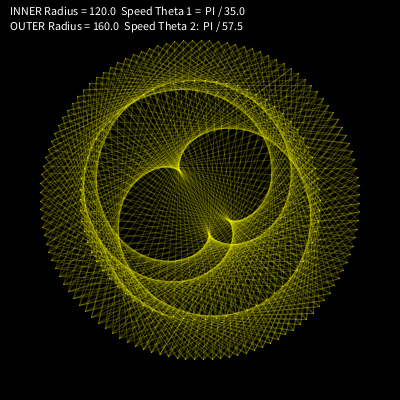 INNER Radius = 120.0  Speed Theta 1 =  PI / 35.0
OUTER Radius = 160.0  Speed Theta 2:  PI / 57.5